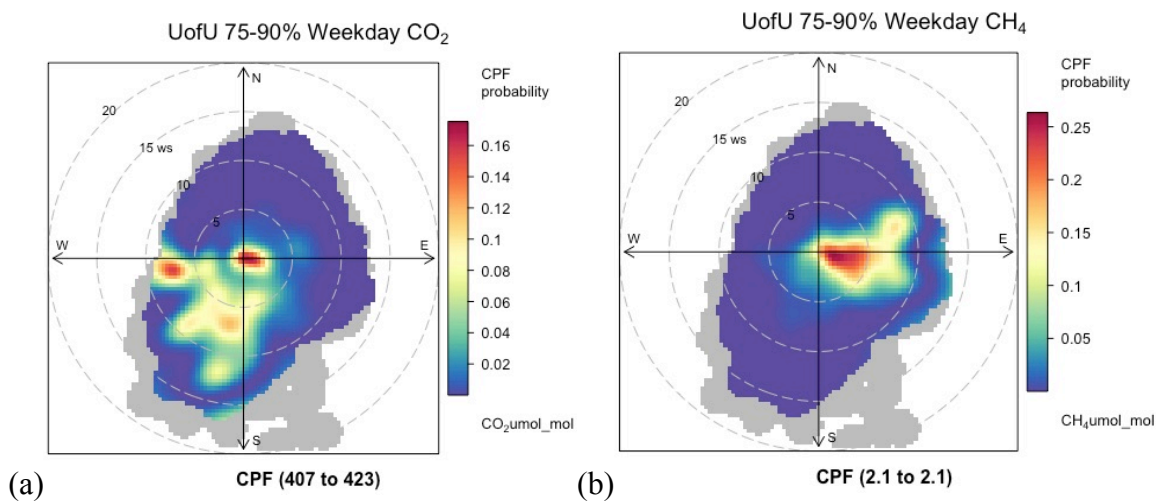 UofU 75-90% Weekday CO₂
CPF
probability
N
20
15 ws
10
5
W
E
S
0.16
0.14
0.12
0.1
0.08
0.06
0.04
0.02
CO₂umol_mol
(a)
CPF (407 to 423)
UofU 75-90% Weekday CH₄
CPF
probability
N
20
15 ws
10
5
W
E
S
0.25
0.2
0.15
0.1
0.05
CH₄umol_mol
(b)
CPF (2.1 to 2.1)